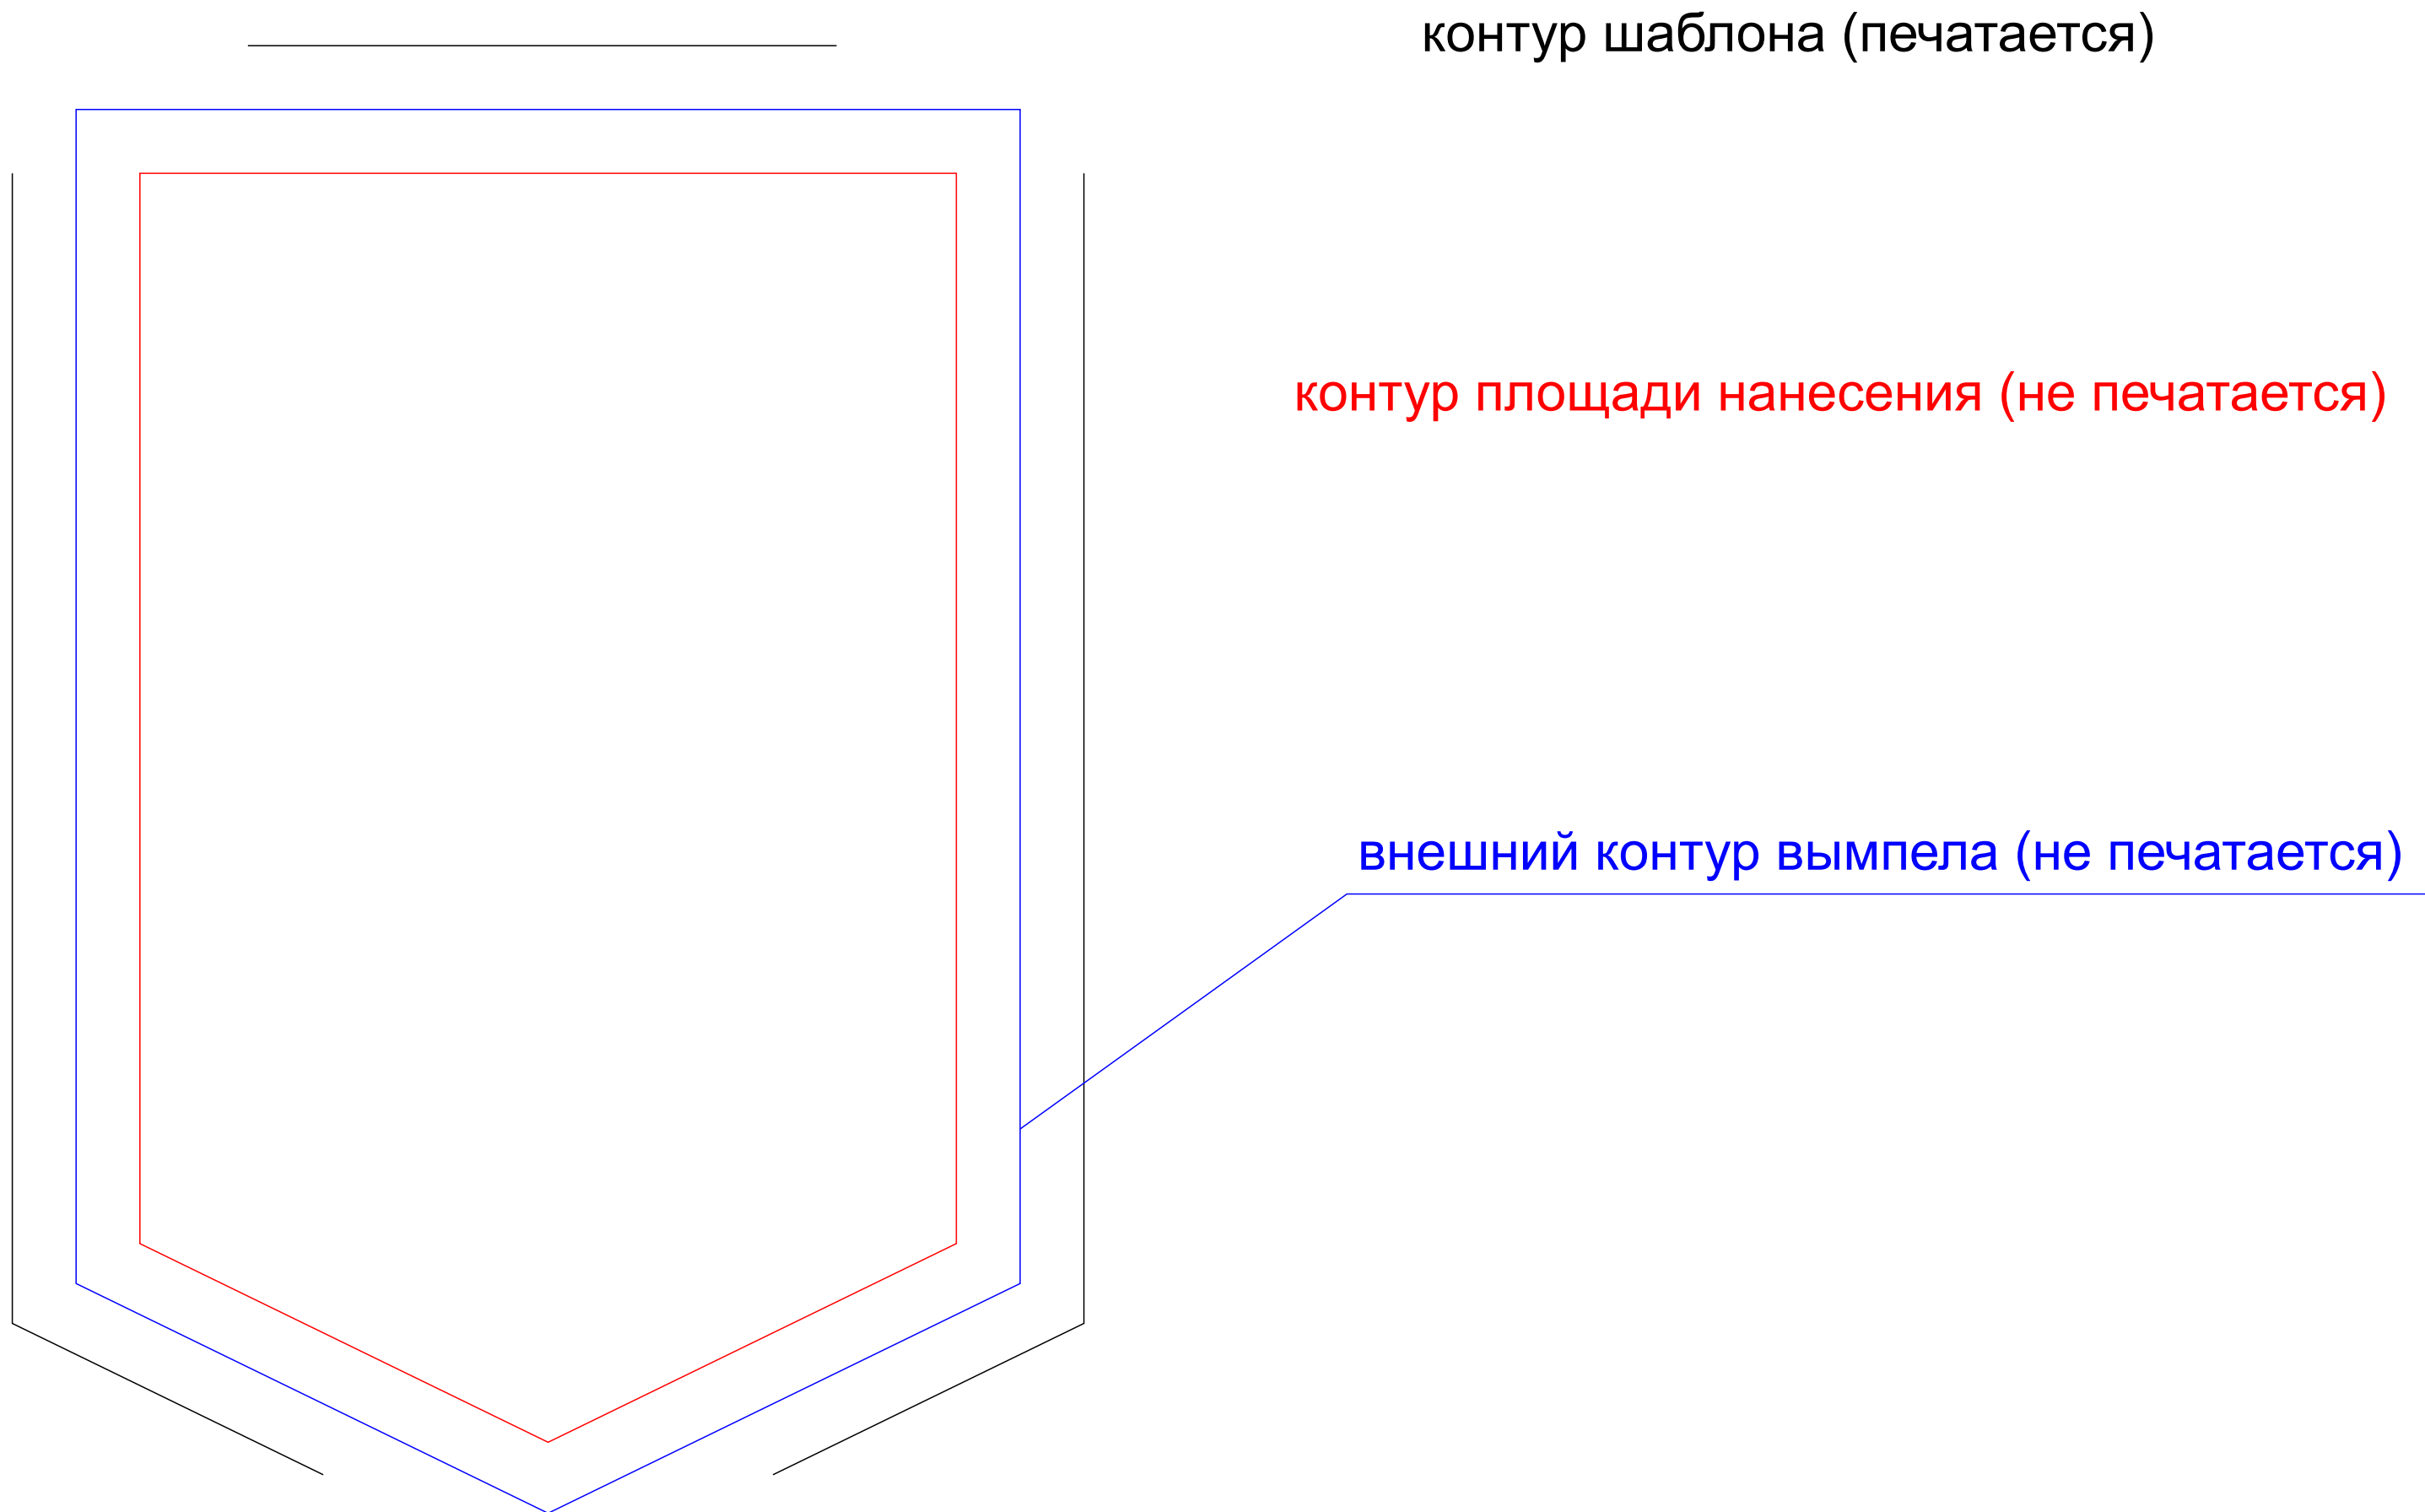 контур шаблона (печатается)
контур площади нанесения (не печатается)
внешний контур вымпела (не печатается)